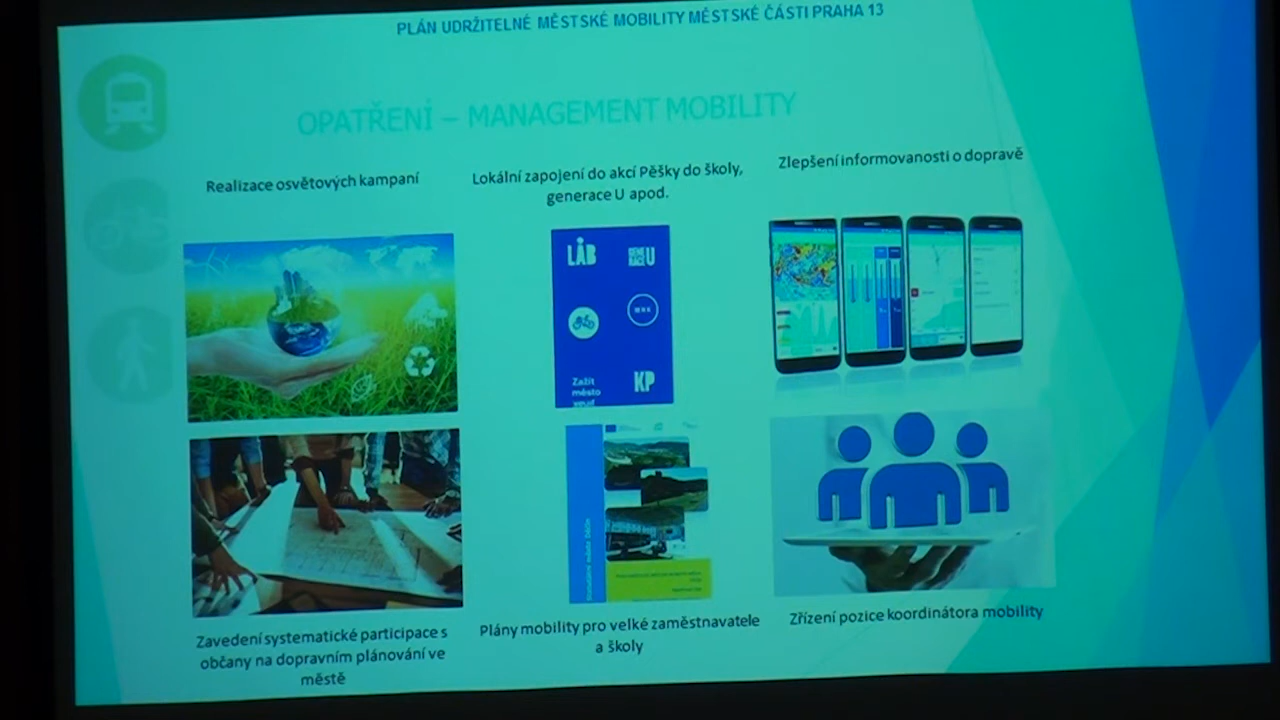 PLÁN UDRŽITELNÉ MĚSTSKÉ MOBILITY MĚSTSKÉ ČÁSTI PRAHA 13
OPATŘENÍ – MANAGEMENT MOBILITY
Realizace osvětových kampaní
Lokální zapojení do akcí Pěšky do školy,
generace U apod.
Zlepšení informovanosti o dopravě
LÅB
GENE
RACE U
Zažít
město
KP
Zavedení systematické participace s
občany na dopravním plánování ve
městě
Plány mobility pro velké zaměstnavatele
a školy
Zřízení pozice koordinátora mobility